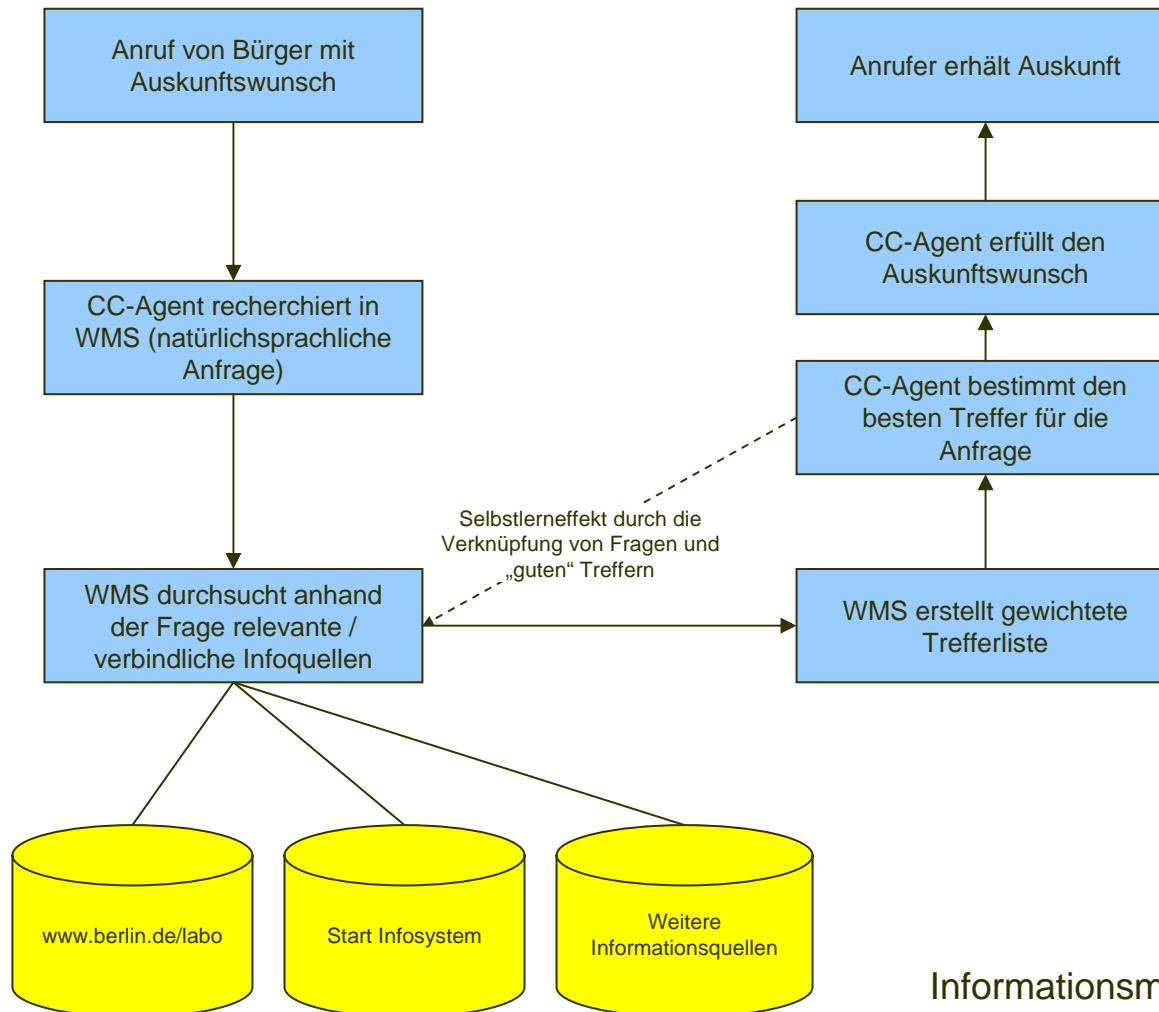 Anruf von Bürger mit
Auskunftswunsch
CC-Agent recherchiert in
WMS (natürlichsprachliche
Anfrage)
WMS durchsucht anhand
der Frage relevante /
verbindliche Infoquellen
www.berlin.de/labo
Start Infosystem
Weitere
Informationsquellen
Selbstlerneffekt durch die
Verknüpfung von Fragen und
„guten“ Treffern
WMS erstellt gewichtete
Trefferliste
CC-Agent bestimmt den
besten Treffer für die
Anfrage
CC-Agent erfüllt den
Auskunftswunsch
Anrufer erhält Auskunft